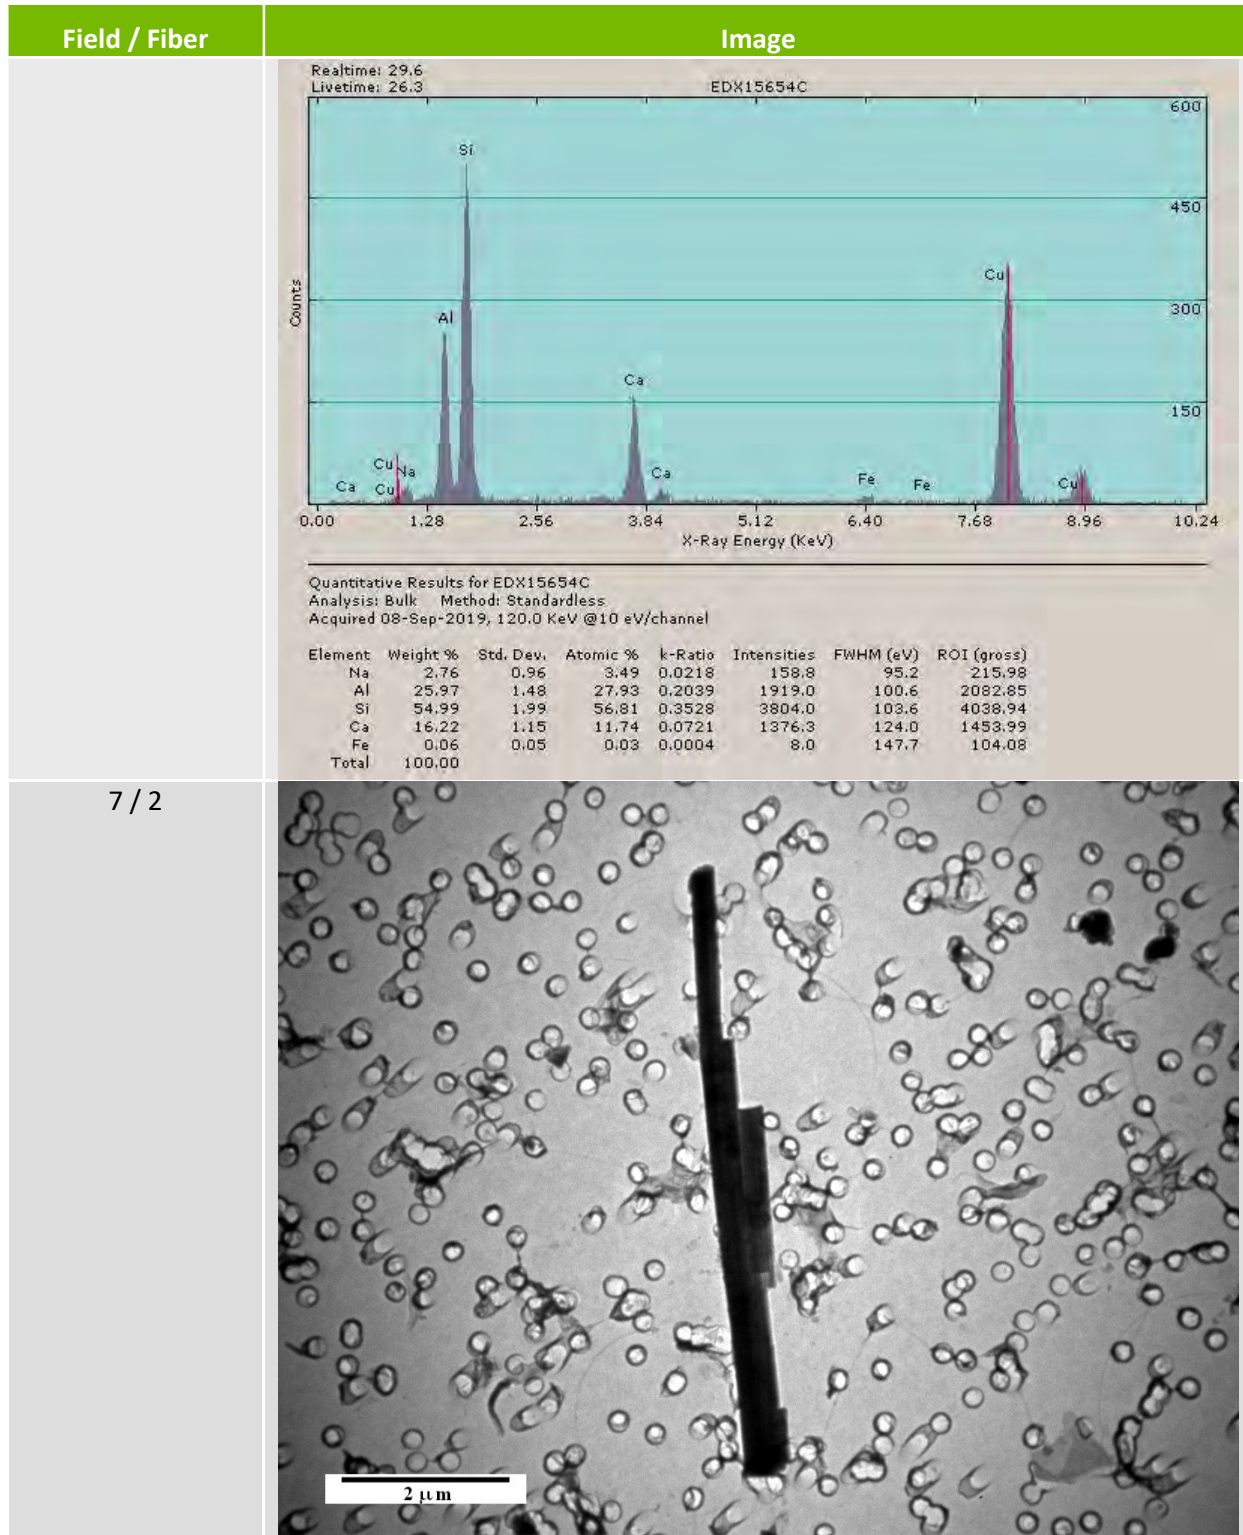 Field / Fiber Image
Realtime: 29.6
Livetime: 26.3 EDX15654C
600
Si
450
Cu
300
Al
Ca
150
Cu Na
Ca Cu Ca Fe Fe Cu
Counts
0.00 1.28 2.56 3.84 5.12 6.40 7.68 8.96 10.24
X-Ray Energy (KeV)
Quantitative Results for EDX15654C
Analysis: Bulk Method: Standardless
Acquired 08-Sep-2019, 120.0 KeV @10 eV/channel
Element Weight % Std. Dev. Atomic % k-Ratio Intensities FWHM (eV) ROI (gross)
Na 2.76 0.96 3.49 0.0218 158.8 95.2 215.98
Al 25.97 1.48 27.93 0.2039 1919.0 100.6 2082.85
Si 54.99 1.99 56.81 0.3528 3804.0 103.6 4038.94
Ca 16.22 1.15 11.74 0.0721 1376.3 124.0 1453.99
Fe 0.06 0.05 0.03 0.0004 8.0 147.7 104.08
Total 100.00
7 / 2
2 μm